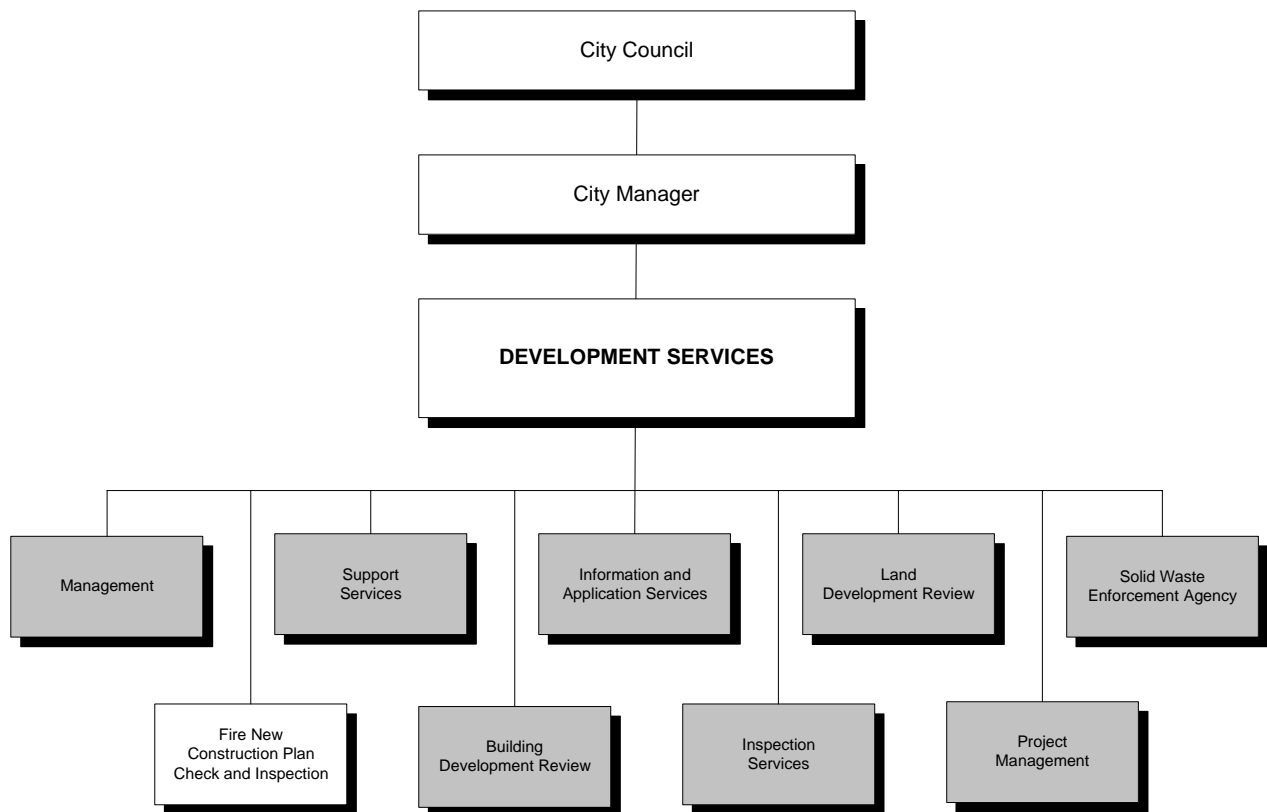 City Council
City Manager
DEVELOPMENT SERVICES
Management
Support
Services
Information and
Application Services
Land
Development Review
Solid Waste
Enforcement Agency
Fire New
Construction Plan
Check and Inspection
Building
Development Review
Inspection
Services
Project
Management